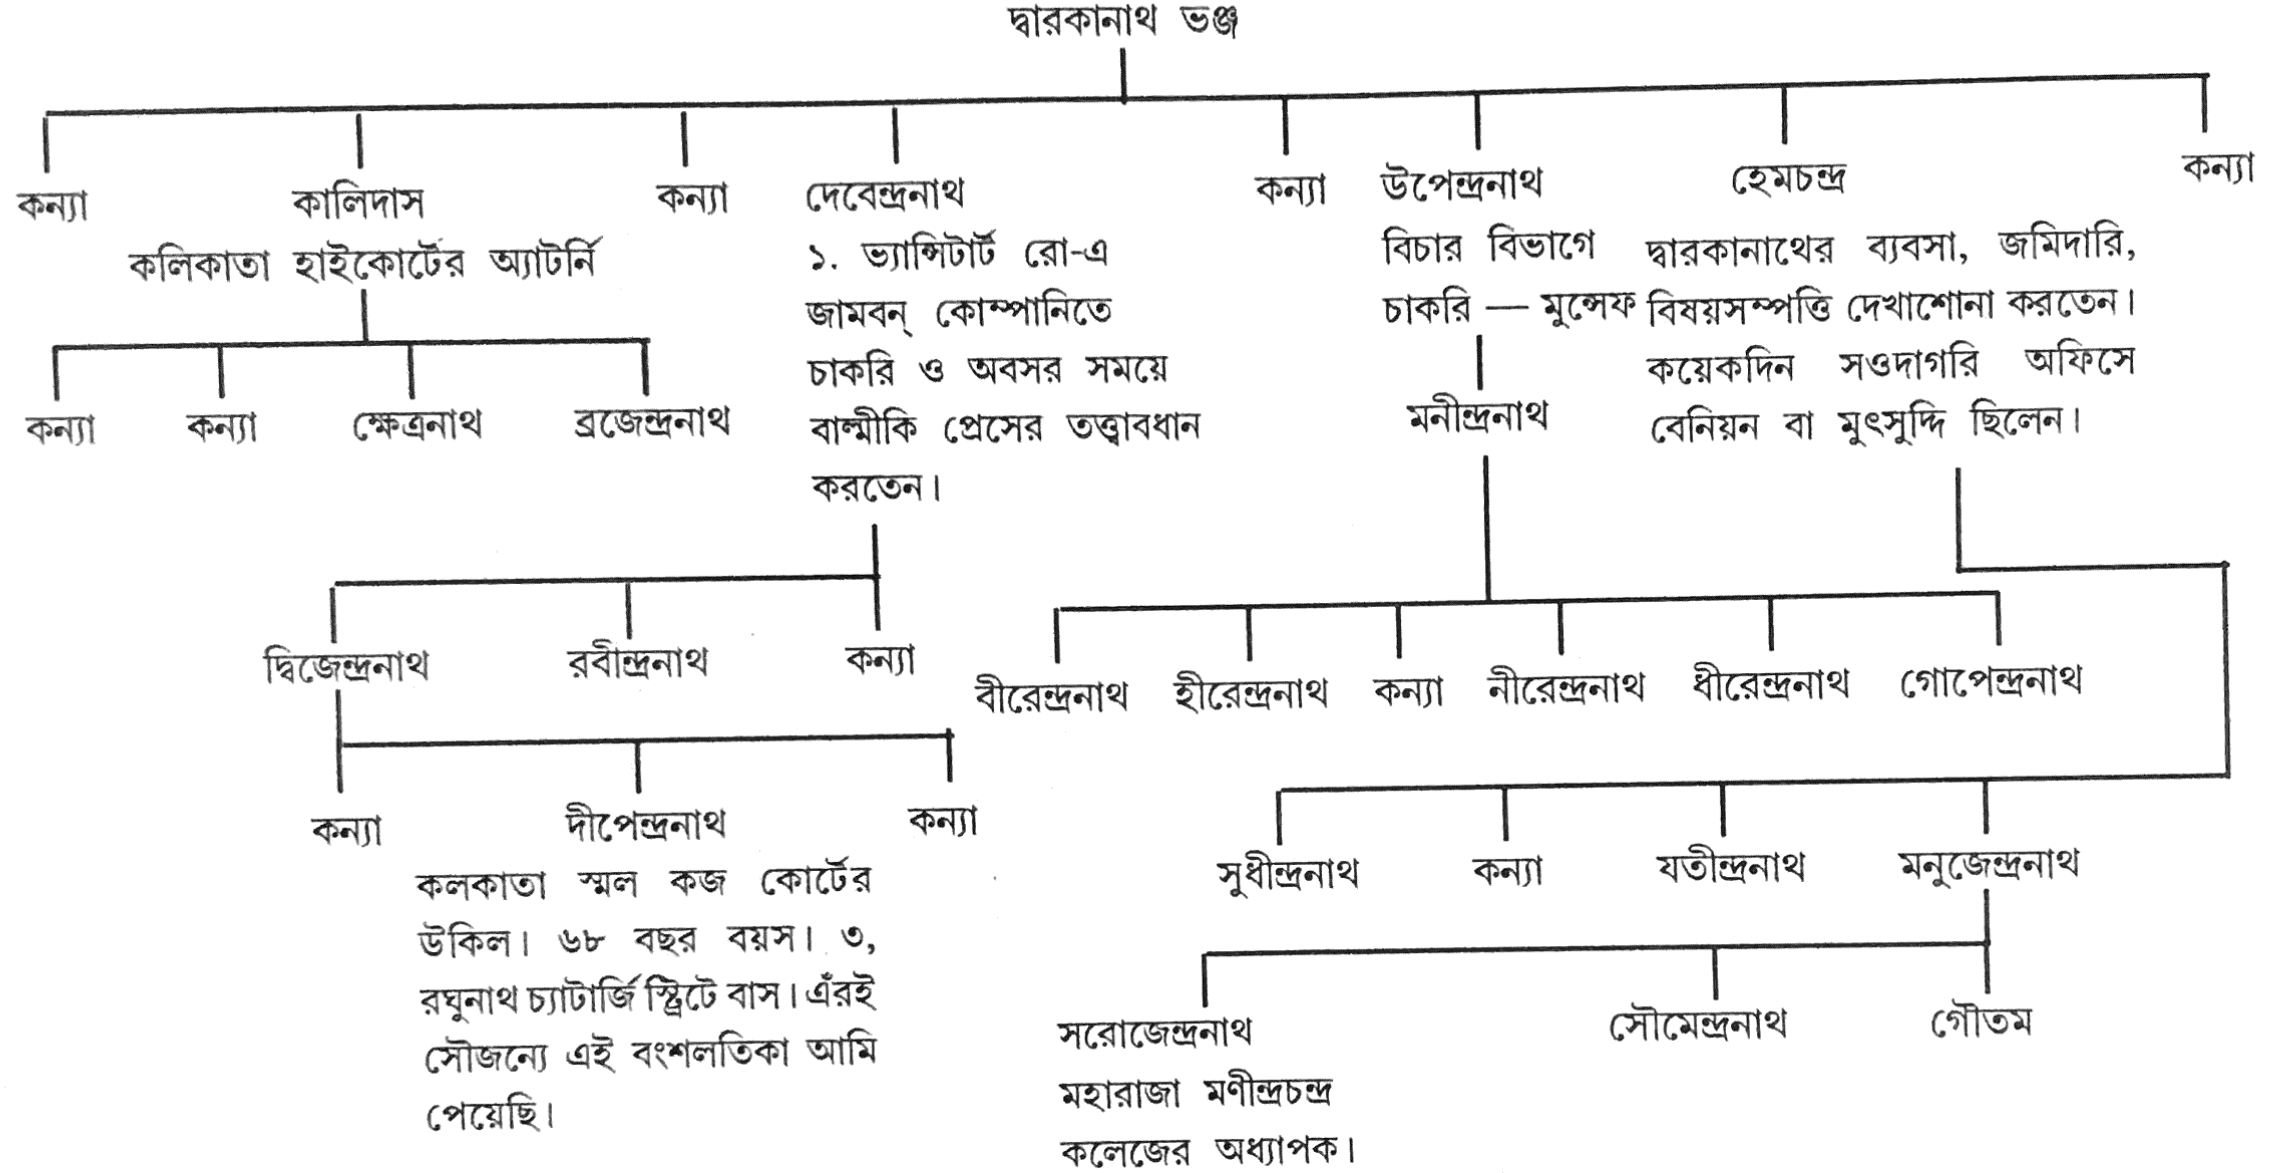 দ্বারকানাথ ভঞ্জ
কন্যা
কালিদাস
কলিকাতা হাইকোর্টের অ্যাটর্নি
কন্যা
দেবেন্দ্রনাথ
১. ভ্যান্সিটার্ট রো-এ
জামবন্ কোম্পানিতে
চাকরি ও অবসর সময়ে
বাল্মীকি প্রেসের তত্ত্বাবধান
করতেন।
কন্যা
উপেন্দ্রনাথ
বিচার বিভাগে
চাকরি — মুন্সেফ
হেমচন্দ্র
দ্বারকানাথের ব্যবসা, জমিদারি,
বিষয়সম্পত্তি দেখাশোনা করতেন।
কয়েকদিন সওদাগরি অফিসে
বেনিয়ন বা মুৎসুদ্দি ছিলেন।
কন্যা
কন্যা
কন্যা
ক্ষেত্রনাথ
ব্রজেন্দ্রনাথ
মনীন্দ্রনাথ
দ্বিজেন্দ্রনাথ
রবীন্দ্রনাথ
কন্যা
বীরেন্দ্রনাথ
হীরেন্দ্রনাথ
কন্যা
নীরেন্দ্রনাথ
ধীরেন্দ্রনাথ
গোপেন্দ্রনাথ
কন্যা
দীপেন্দ্রনাথ
কলকাতা স্মল কজ কোর্টের
উকিল। ৬৮ বছর বয়স। ৩,
রঘুনাথ চ্যাটার্জি স্ট্রিটে বাস। এঁরই
সৌজন্যে এই বংশলতিকা আমি
পেয়েছি।
কন্যা
সুধীন্দ্রনাথ
কন্যা
যতীন্দ্রনাথ
মনুজেন্দ্রনাথ
সরোজেন্দ্রনাথ
মহারাজা মণীন্দ্রচন্দ্র
কলেজের অধ্যাপক।
সৌমেন্দ্রনাথ
গৌতম